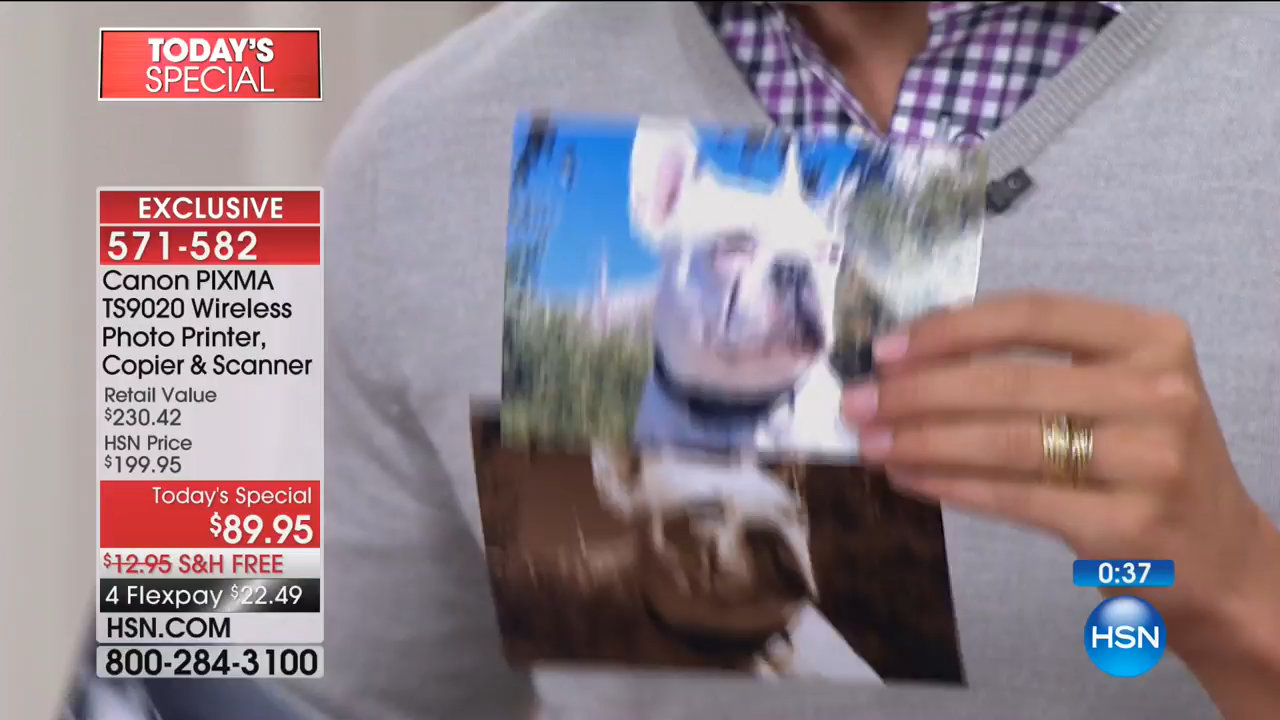 TODAY'S
SPECIAL
EXCLUSIVE
571-582
Canon PIXMA
TS9020 Wireless
Photo Printer,
Copier & Scanner
Retail Value
$230.42
HSN Price
$199.95
Today's Special
$89.95
$12.95 S&H FREE
4 Flexpay $22.49
HSN.COM
800-284-3100
0:37
HSN